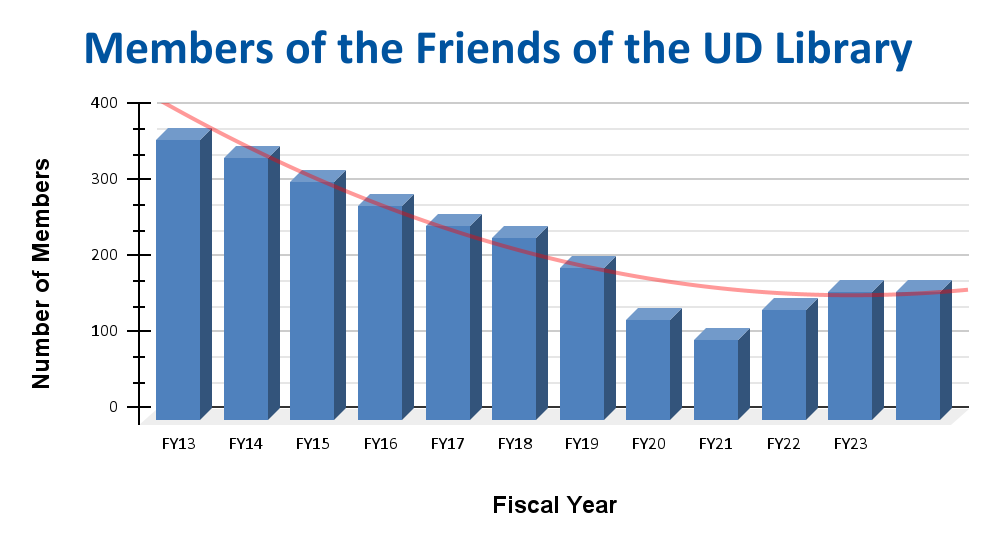 Members of the Friends of the UD Library
400
300
200
100
0
Number of Members
FY13 FY14 FY15 FY16 FY17 FY18 FY19 FY20 FY21 FY22 FY23
Fiscal Year